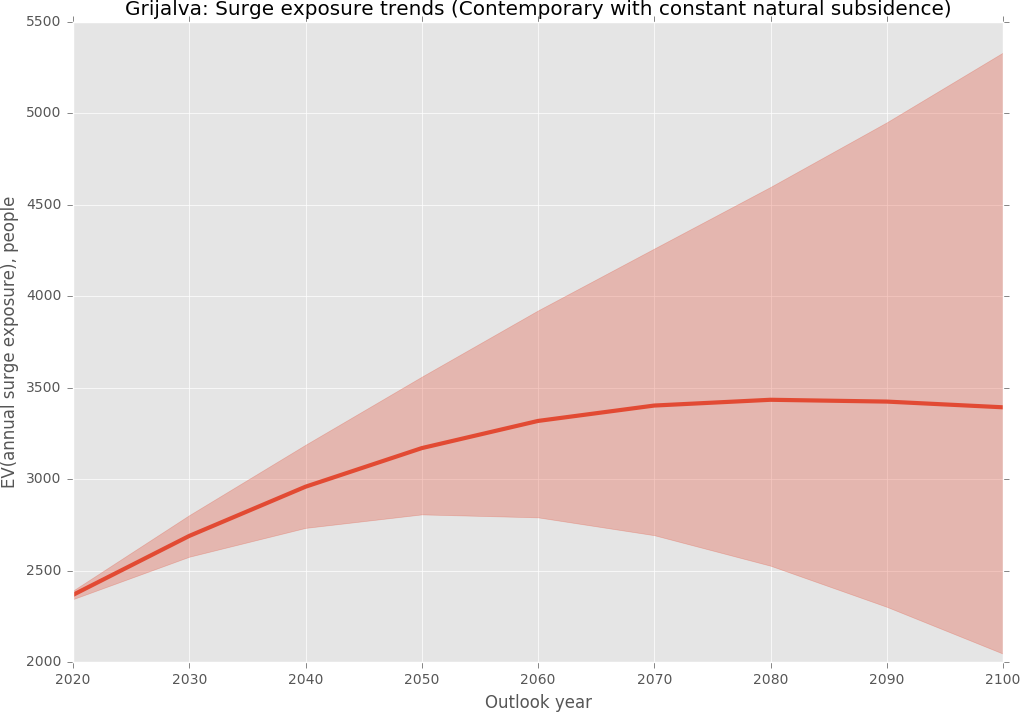 Grijalva: Surge exposure trends (Contemporary with constant natural subsidence)
5500
5000
4500
4000
3500
3000
2500
2000
EV(annual surge exposure), people
2020 2030 2040 2050 2060 2070 2080 2090 2100
Outlook year